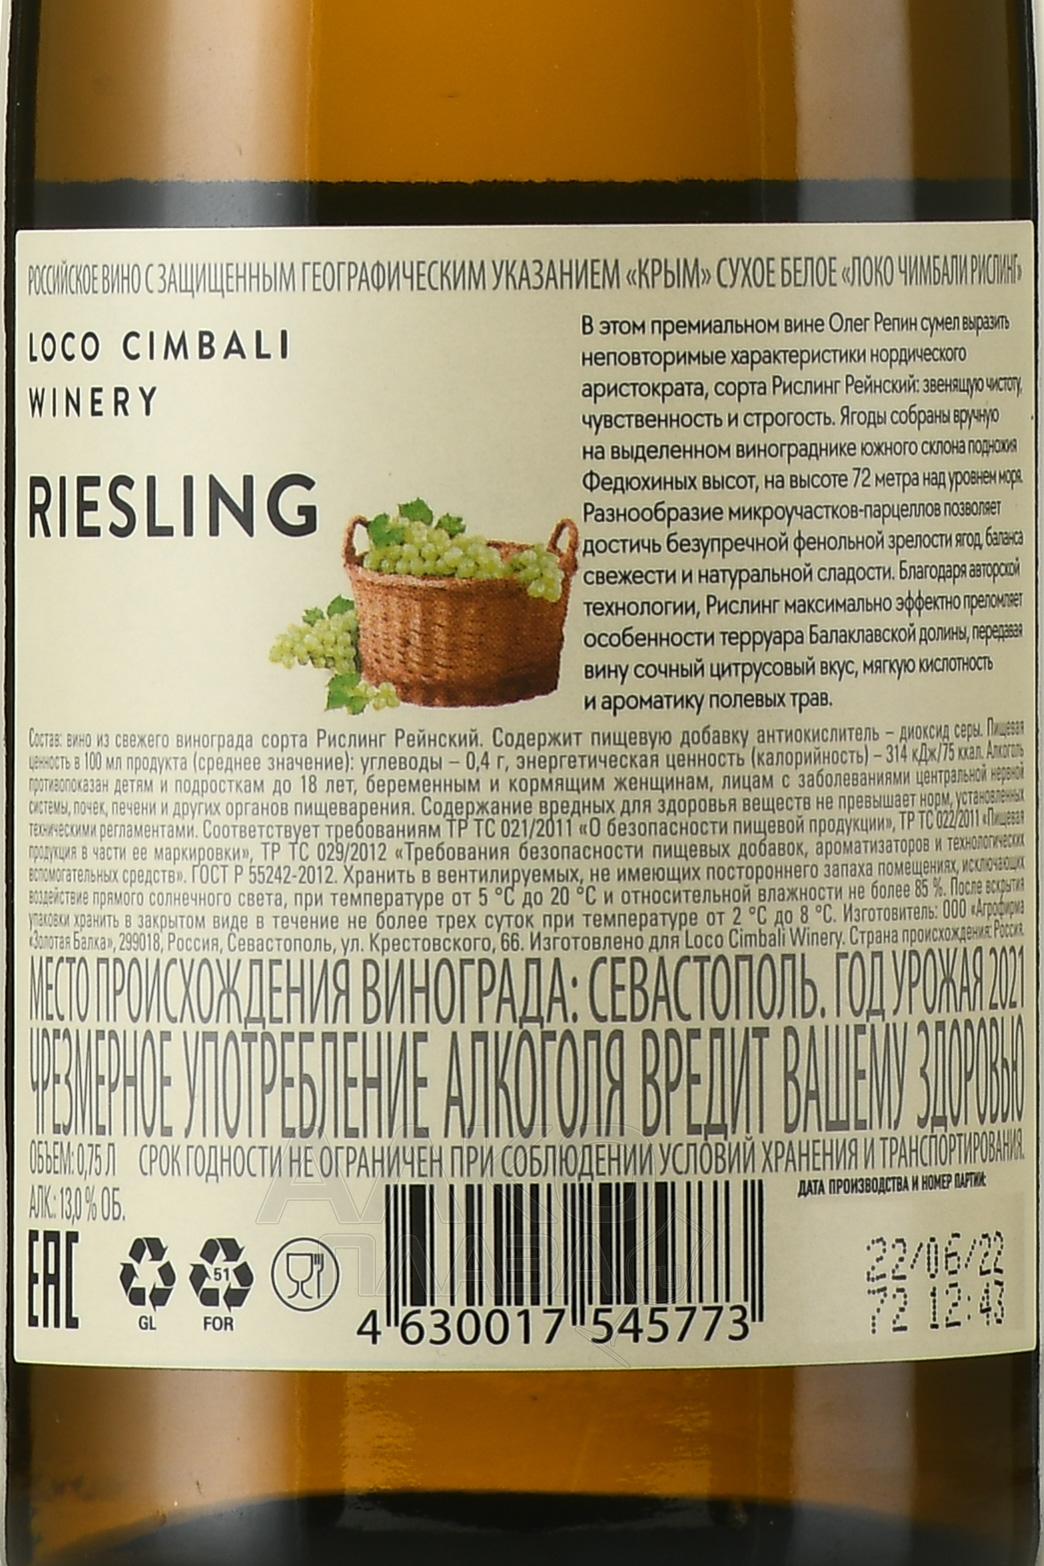 РОССИЙСКОЕ ВИНО С ЗАЩИЩЕННЫМ ГЕОГРАФИЧЕСКИМ УКАЗАНИЕМ «КРЫМ» СУХОЕ БЕЛОЕ «ЛОКО ЧИМБАЛИ РИСЛИНГ»
LOCO CIMBALI
WINERY
RIESLING
В этом премиальном вине Олег Репин сумел выразить
неповторимые характеристики нордического
аристократа, сорта Рислинг Рейнский: звенящую чистоту,
чувственность и строгость. Ягоды собраны вручную
на выделенном винограднике южного склона подножия
Федюхиных высот, на высоте 72 метра над уровнем моря.
Разнообразие микроучастков-парцеллов позволяет
достичь безупречной фенольной зрелости ягод, баланса
свежести и натуральной сладости. Благодаря авторской
технологии, Рислинг максимально эффектно преломляет
особенности терруара Балаклавской долины, передавая
вину сочный цитрусовый вкус, мягкую кислотность
и ароматику полевых трав.
Состав: вино из свежего винограда сорта Рислинг Рейнский. Содержит пищевую добавку антиокислитель – диоксид серы. Пищевая
ценность в 100 мл продукта (среднее значение): углеводы – 0,4 г, энергетическая ценность (калорийность) – 314 кДж/75 ккал. Алкоголь
противопоказан детям и подросткам до 18 лет, беременным и кормящим женщинам, лицам с заболеваниями центральной нервной
системы, почек, печени и других органов пищеварения. Содержание вредных для здоровья веществ не превышает норм, установленных
техническими регламентами. Соответствует требованиям ТР ТС 021/2011 «О безопасности пищевой продукции», ТР ТС 022/2011 «Пищевая
продукция в части ее маркировки», ТР ТС 029/2012 «Требования безопасности пищевых добавок, ароматизаторов и технологических
вспомогательных средств». ГОСТ Р 55242-2012. Хранить в вентилируемых, не имеющих постороннего запаха помещениях, исключающих
воздействие прямого солнечного света, при температуре от 5 °С до 20 °С и относительной влажности не более 85 %. После вскрытия
упаковки хранить в закрытом виде в течение не более трех суток при температуре от 2 °С до 8 °С. Изготовитель: ООО «Агрофирма
«Золотая Балка», 299018, Россия, Севастополь, ул. Крестовского, 66. Изготовлено для Loco Cimbali Winery. Страна происхождения: Россия.
МЕСТО ПРОИСХОЖДЕНИЯ ВИНОГРАДА: СЕВАСТОПОЛЬ. ГОД УРОЖАЯ 2021
ЧРЕЗМЕРНОЕ УПОТРЕБЛЕНИЕ АЛКОГОЛЯ ВРЕДИТ ВАШЕМУ ЗДОРОВЬЮ
ОБЪЕМ: 0,75 Л СРОК ГОДНОСТИ НЕ ОГРАНИЧЕН ПРИ СОБЛЮДЕНИИ УСЛОВИЙ ХРАНЕНИЯ И ТРАНСПОРТИРОВАНИЯ.
АЛК.: 13,0 % ОБ.
ДАТА ПРОИЗВОДСТВА И НОМЕР ПАРТИИ:
EAC
51
GL FOR
4 630017 545773
22/06/22
72 12:43
АЛКО
ПЛАВА.ru